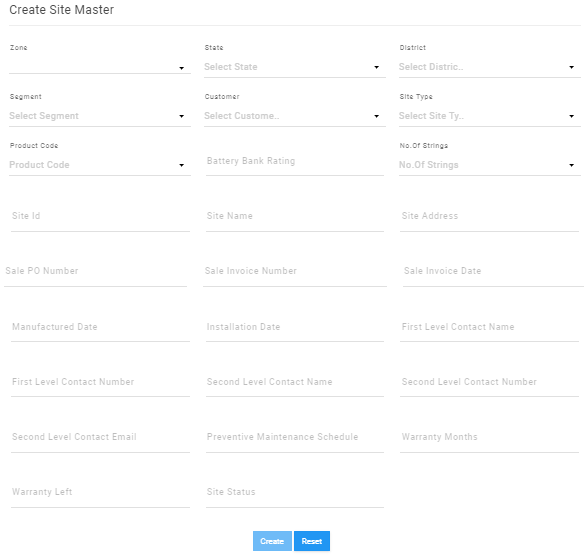 Create Site Master
Zone State District
Select State Select Distric..
Segment Customer Site Type
Select Segment Select Custome.. Select Site Ty..
Product Code No.Of Strings
Product Code Battery Bank Rating No.Of Strings
Site Id Site Name Site Address
Sale PO Number Sale Invoice Number Sale Invoice Date
Manufactured Date Installation Date First Level Contact Name
First Level Contact Number Second Level Contact Name Second Level Contact Number
Second Level Contact Email Preventive Maintenance Schedule Warranty Months
Warranty Left Site Status
Create Reset